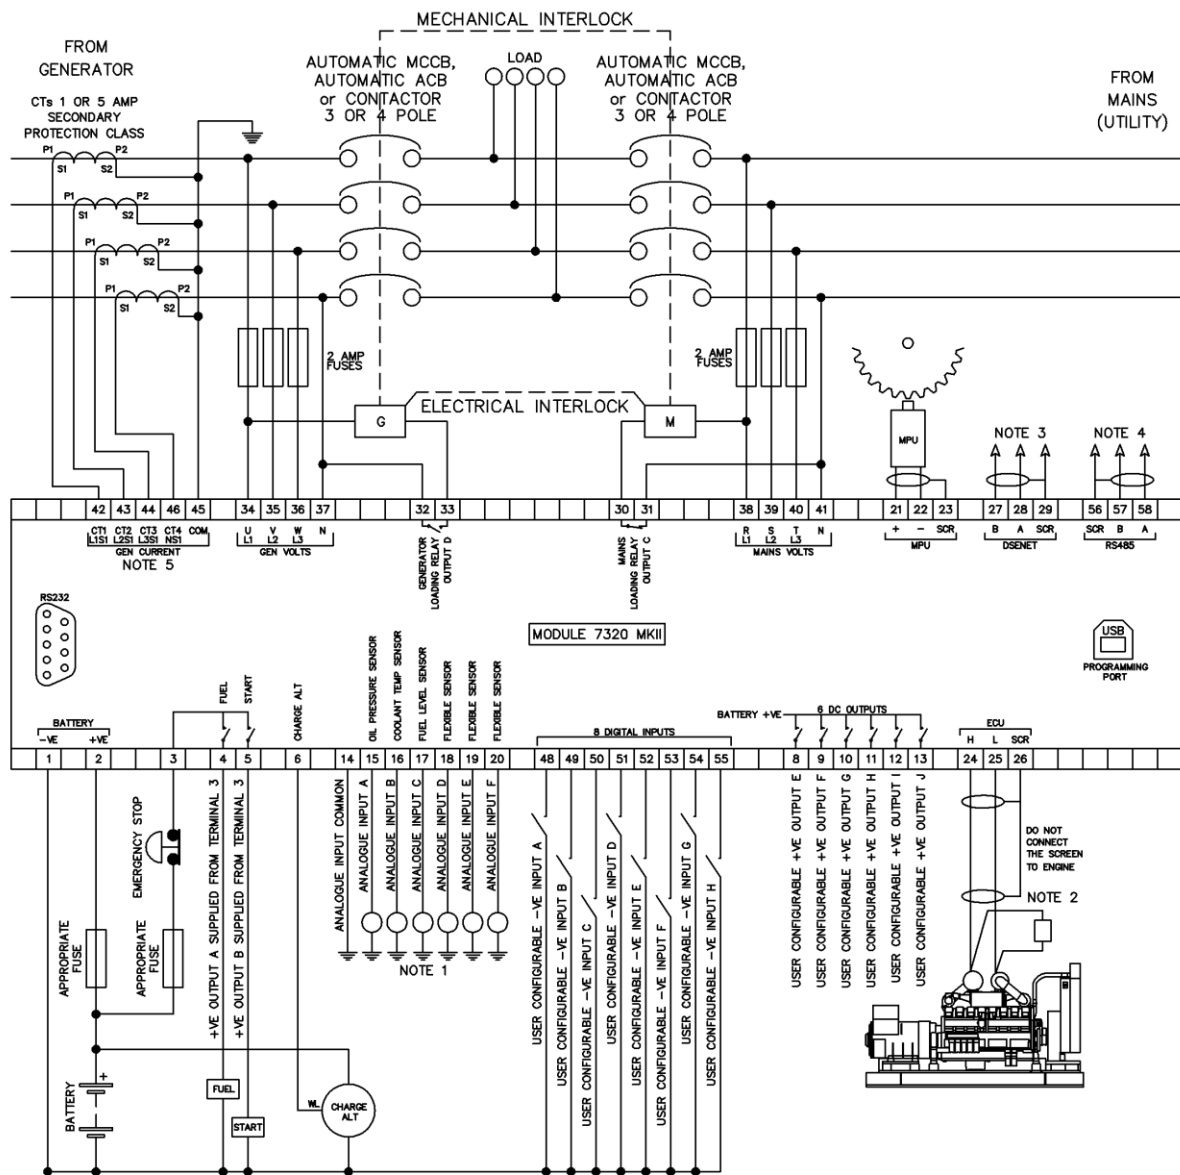 MECHANICAL INTERLOCK
FROM
GENERATOR
CTs 1 OR 5 AMP
SECONDARY
PROTECTION CLASS
AUTOMATIC MCCB,
AUTOMATIC ACB
or CONTACTOR
3 OR 4 POLE
LOAD
AUTOMATIC MCCB,
AUTOMATIC ACB
or CONTACTOR
3 OR 4 POLE
FROM
MAINS
(UTILITY)
P1 P2
S1 S2
P1 P2
S1 S2
P1 P2
S1 S2
P1 P2
S1 S2
2 AMP
FUSES
2 AMP
FUSES
ELECTRICAL INTERLOCK
G
M
MPU
NOTE 3
NOTE 4
42 43 44 46 45 34 35 36 37 32 33 30 31 38 39 40 41 21 22 23 27 28 29 56 57 58
CT1 CT2 CT3 CT4 COM
L1S1 L2S1 L3S1 NS1
GEN CURRENT
NOTE 5
U V W N
L1 L2 L3
GEN VOLTS
GENERATOR
LOADING RELAY
OUTPUT D
MAINS
LOADING RELAY
OUTPUT C
R S T N
L1 L2 L3
MAINS VOLTS
+ − SCR
MPU
B A SCR
DSENET
SCR B A
RS485
RS232
MODULE 7320 MKII
USB
PROGRAMMING
PORT
BATTERY
−VE +VE
FUEL
START
CHARGE ALT
OIL PRESSURE SENSOR
COOLANT TEMP SENSOR
FUEL LEVEL SENSOR
FLEXIBLE SENSOR
FLEXIBLE SENSOR
FLEXIBLE SENSOR
8 DIGITAL INPUTS
BATTERY +VE
6 DC OUTPUTS
ECU
H L SCR
1 2 3 4 5 6 14 15 16 17 18 19 20 48 49 50 51 52 53 54 55 8 9 10 11 12 13 24 25 26
EMERGENCY STOP
APPROPRIATE
FUSE
APPROPRIATE
FUSE
+VE OUTPUT A SUPPLIED FROM TERMINAL 3
+VE OUTPUT B SUPPLIED FROM TERMINAL 3
ANALOGUE INPUT COMMON
ANALOGUE INPUT A
ANALOGUE INPUT B
ANALOGUE INPUT C
ANALOGUE INPUT D
ANALOGUE INPUT E
ANALOGUE INPUT F
NOTE 1
USER CONFIGURABLE −VE INPUT A
USER CONFIGURABLE −VE INPUT B
USER CONFIGURABLE −VE INPUT C
USER CONFIGURABLE −VE INPUT D
USER CONFIGURABLE −VE INPUT E
USER CONFIGURABLE −VE INPUT F
USER CONFIGURABLE −VE INPUT G
USER CONFIGURABLE −VE INPUT H
USER CONFIGURABLE +VE OUTPUT E
USER CONFIGURABLE +VE OUTPUT F
USER CONFIGURABLE +VE OUTPUT G
USER CONFIGURABLE +VE OUTPUT H
USER CONFIGURABLE +VE OUTPUT I
USER CONFIGURABLE +VE OUTPUT J
DO NOT
CONNECT
THE SCREEN
TO ENGINE
NOTE 2
BATTERY
+
FUEL
START
WL
CHARGE
ALT